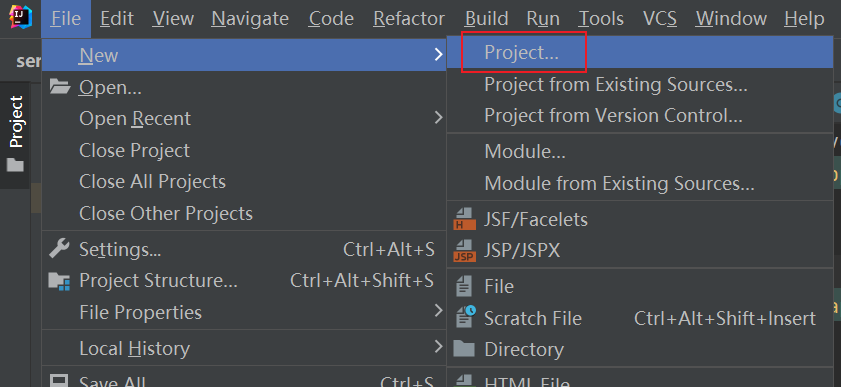 IJ
File Edit View Navigate Code Refactor Build Run Tools VCS Window Help
ser
Project
New
Open...
Open Recent
Close Project
Close All Projects
Close Other Projects
Settings... Ctrl+Alt+S
Project Structure... Ctrl+Alt+Shift+S
File Properties
Local History
Save All
Project...
Project from Existing Sources...
Project from Version Control...
Module...
Module from Existing Sources...
H JSF/Facelets
JSP JSP/JSPX
File
Scratch File Ctrl+Alt+Shift+Insert
Directory
HTML File